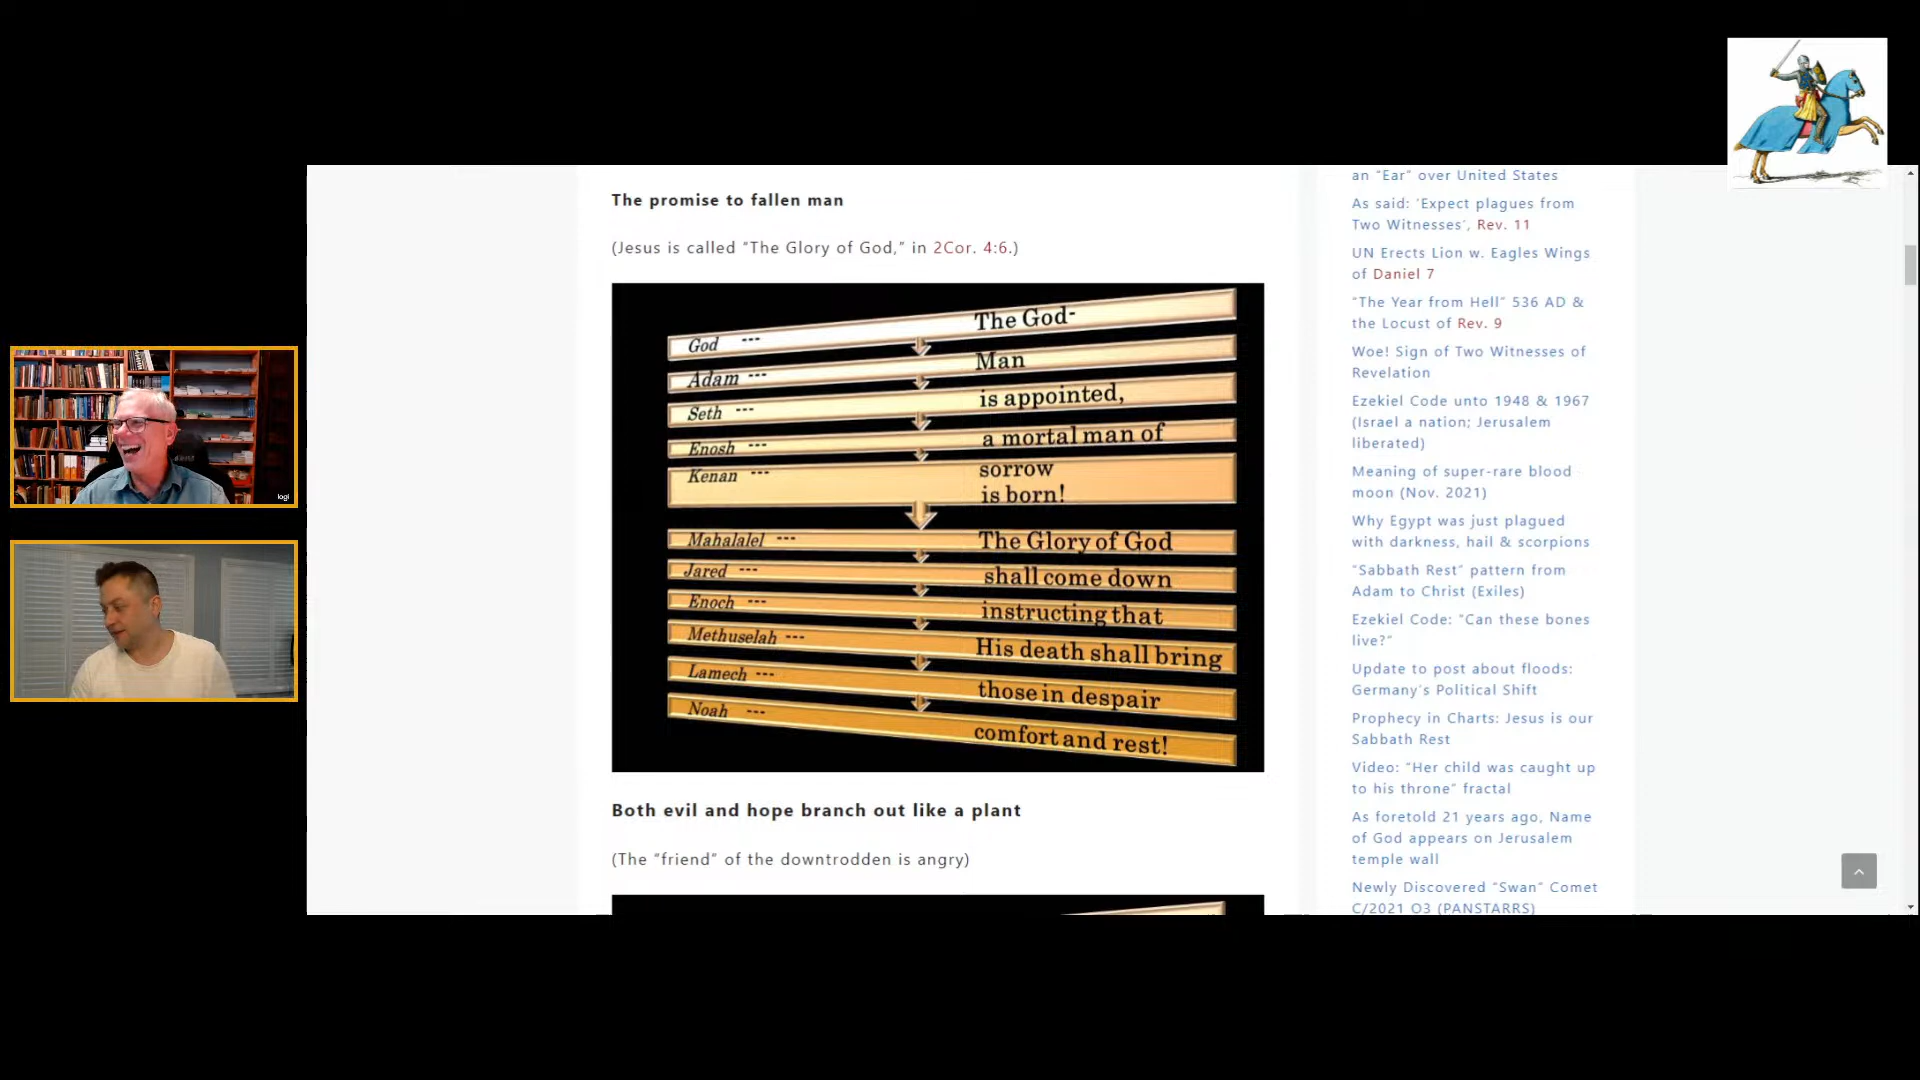 The promise to fallen man
(Jesus is called “The Glory of God,” in 2Cor. 4:6.)
God --- The God-
Adam --- Man
Seth --- is appointed,
Enosh --- a mortal man of
Kenan --- sorrow
is born!
Mahalalel --- The Glory of God
Jared --- shall come down
Enoch --- instructing that
Methuselah --- His death shall bring
Lamech --- those in despair
Noah --- comfort and rest!
Both evil and hope branch out like a plant
(The “friend” of the downtrodden is angry)
an “Ear” over United States
As said: ‘Expect plagues from
Two Witnesses’, Rev. 11
UN Erects Lion w. Eagles Wings
of Daniel 7
“The Year from Hell” 536 AD &
the Locust of Rev. 9
Woe! Sign of Two Witnesses of
Revelation
Ezekiel Code unto 1948 & 1967
(Israel a nation; Jerusalem
liberated)
Meaning of super-rare blood
moon (Nov. 2021)
Why Egypt was just plagued
with darkness, hail & scorpions
“Sabbath Rest” pattern from
Adam to Christ (Exiles)
Ezekiel Code: “Can these bones
live?”
Update to post about floods:
Germany’s Political Shift
Prophecy in Charts: Jesus is our
Sabbath Rest
Video: “Her child was caught up
to his throne” fractal
As foretold 21 years ago, Name
of God appears on Jerusalem
temple wall
Newly Discovered “Swan” Comet
C/2021 O3 (PANSTARRS)
logi